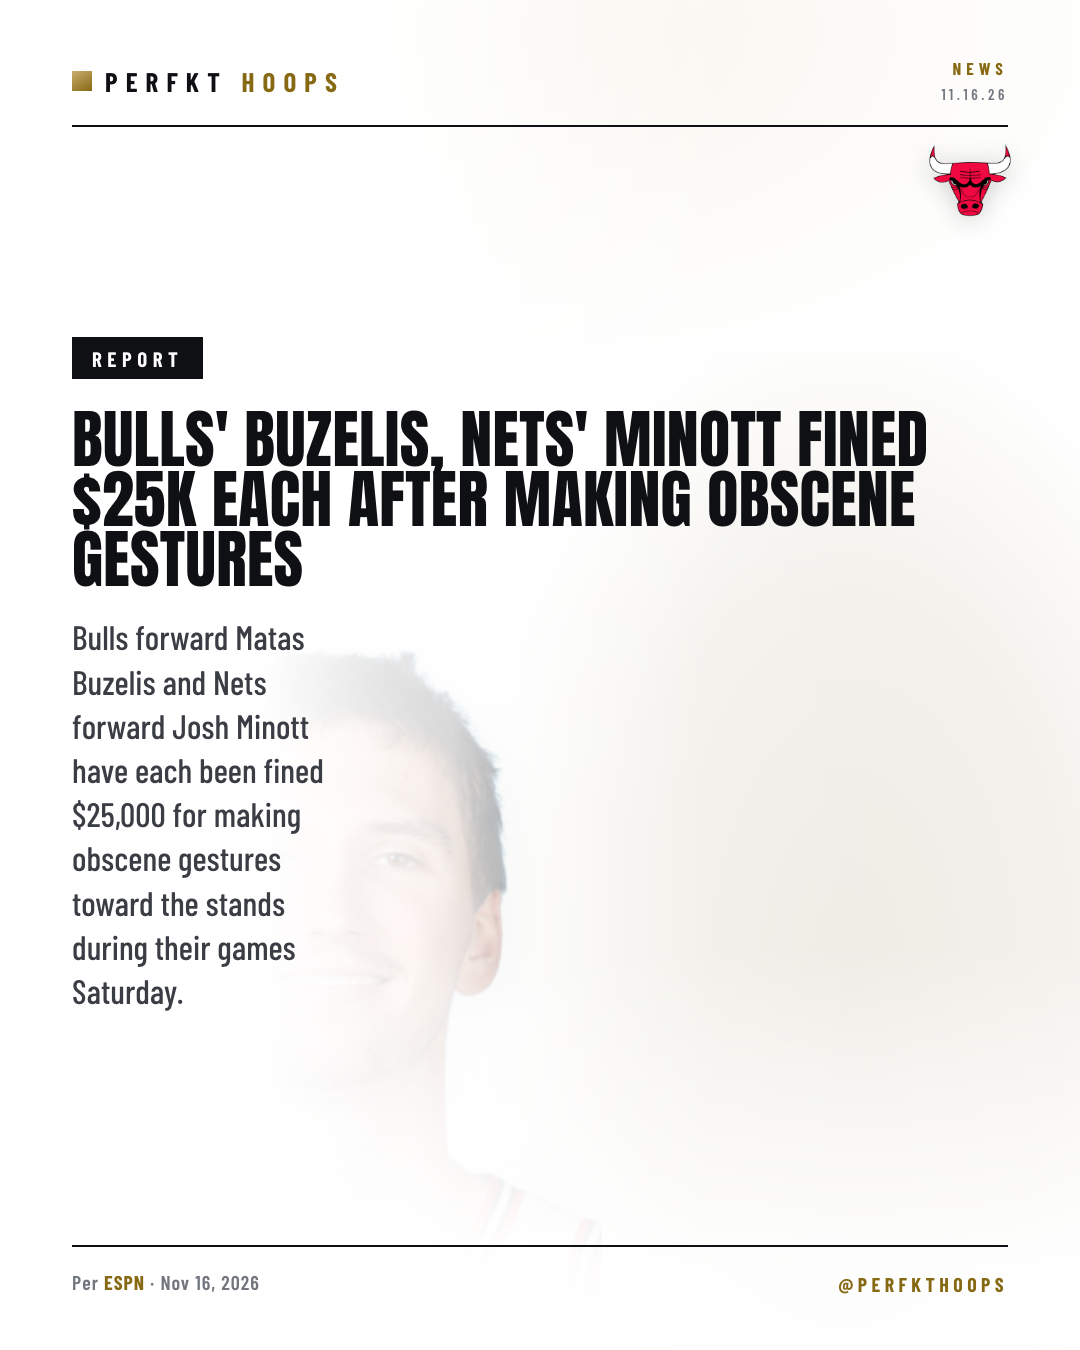 PERFKT HOOPS
NEWS
11.16.26
REPORT
BULLS' BUZELIS, NETS' MINOTT FINED
$25K EACH AFTER MAKING OBSCENE
GESTURES
Bulls forward Matas
Buzelis and Nets
forward Josh Minott
have each been fined
$25,000 for making
obscene gestures
toward the stands
during their games
Saturday.
Per ESPN · Nov 16, 2026
@PERFKTHOOPS